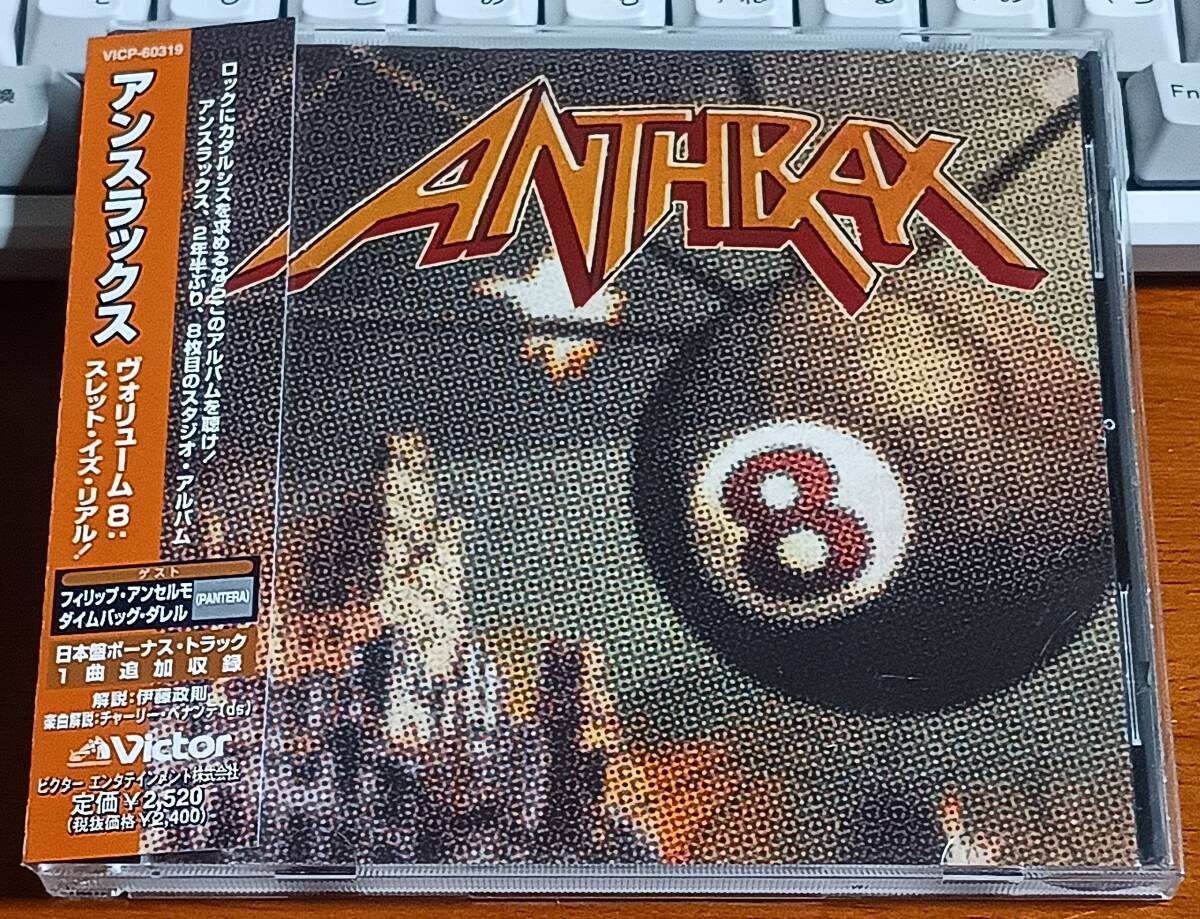 VICP-60319
アンスラックス
ヴォリューム8:
スレット・イズ・リアル!
ロックにカタルシスを求めるならこのアルバムを聴け!
アンスラックス、2年半ぶり、8枚目のスタジオ・アルバム
ゲスト
フィリップ・アンセルモ
ダイムバッグ・ダレル
(PANTERA)
日本盤ボーナス・トラック
1曲追加収録
解説:伊藤政則
楽曲解説:チャーリー・ベナンテ(ds)
Victor
ビクター エンタテインメント株式会社
定価¥2,520
(税抜価格 ¥2,400)
ANTHRAX
8
Fn